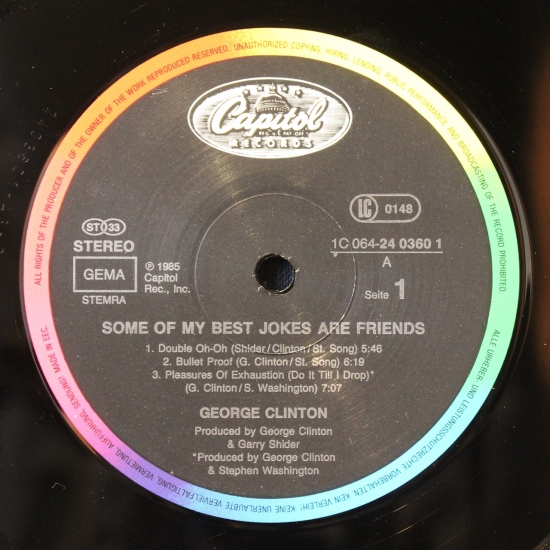 ALL RIGHTS OF THE PRODUCER AND OF THE OWNER OF THE WORK REPRODUCED RESERVED. UNAUTHORIZED COPYING, HIRING, LENDING, PUBLIC PERFORMANCE AND BROADCASTING OF THE RECORD PROHIBITED.
Capitol
RECORDS
ST 33
STEREO
GEMA
STEMRA
℗ 1985
Capitol
Rec., Inc.
LC 0148
1C 064-24 0360 1
A
Seite 1
SOME OF MY BEST JOKES ARE FRIENDS
1. Double Oh-Oh (Shider/Clinton/St. Song) 5:46
2. Bullet Proof (G. Clinton/St. Song) 6:19
3. Pleasures Of Exhaustion (Do It Till I Drop)*
(G. Clinton/S. Washington) 7:07
GEORGE CLINTON
Produced by George Clinton
& Garry Shider
*Produced by George Clinton
& Stephen Washington
ALLE URHEBER- UND LEISTUNGSSCHUTZRECHTE VORBEHALTEN. KEIN VERLEIH! KEINE UNERLAUBTE VERVIELFÄLTIGUNG, VERMIETUNG, AUFFÜHRUNG, SENDUNG! MADE IN EEC.